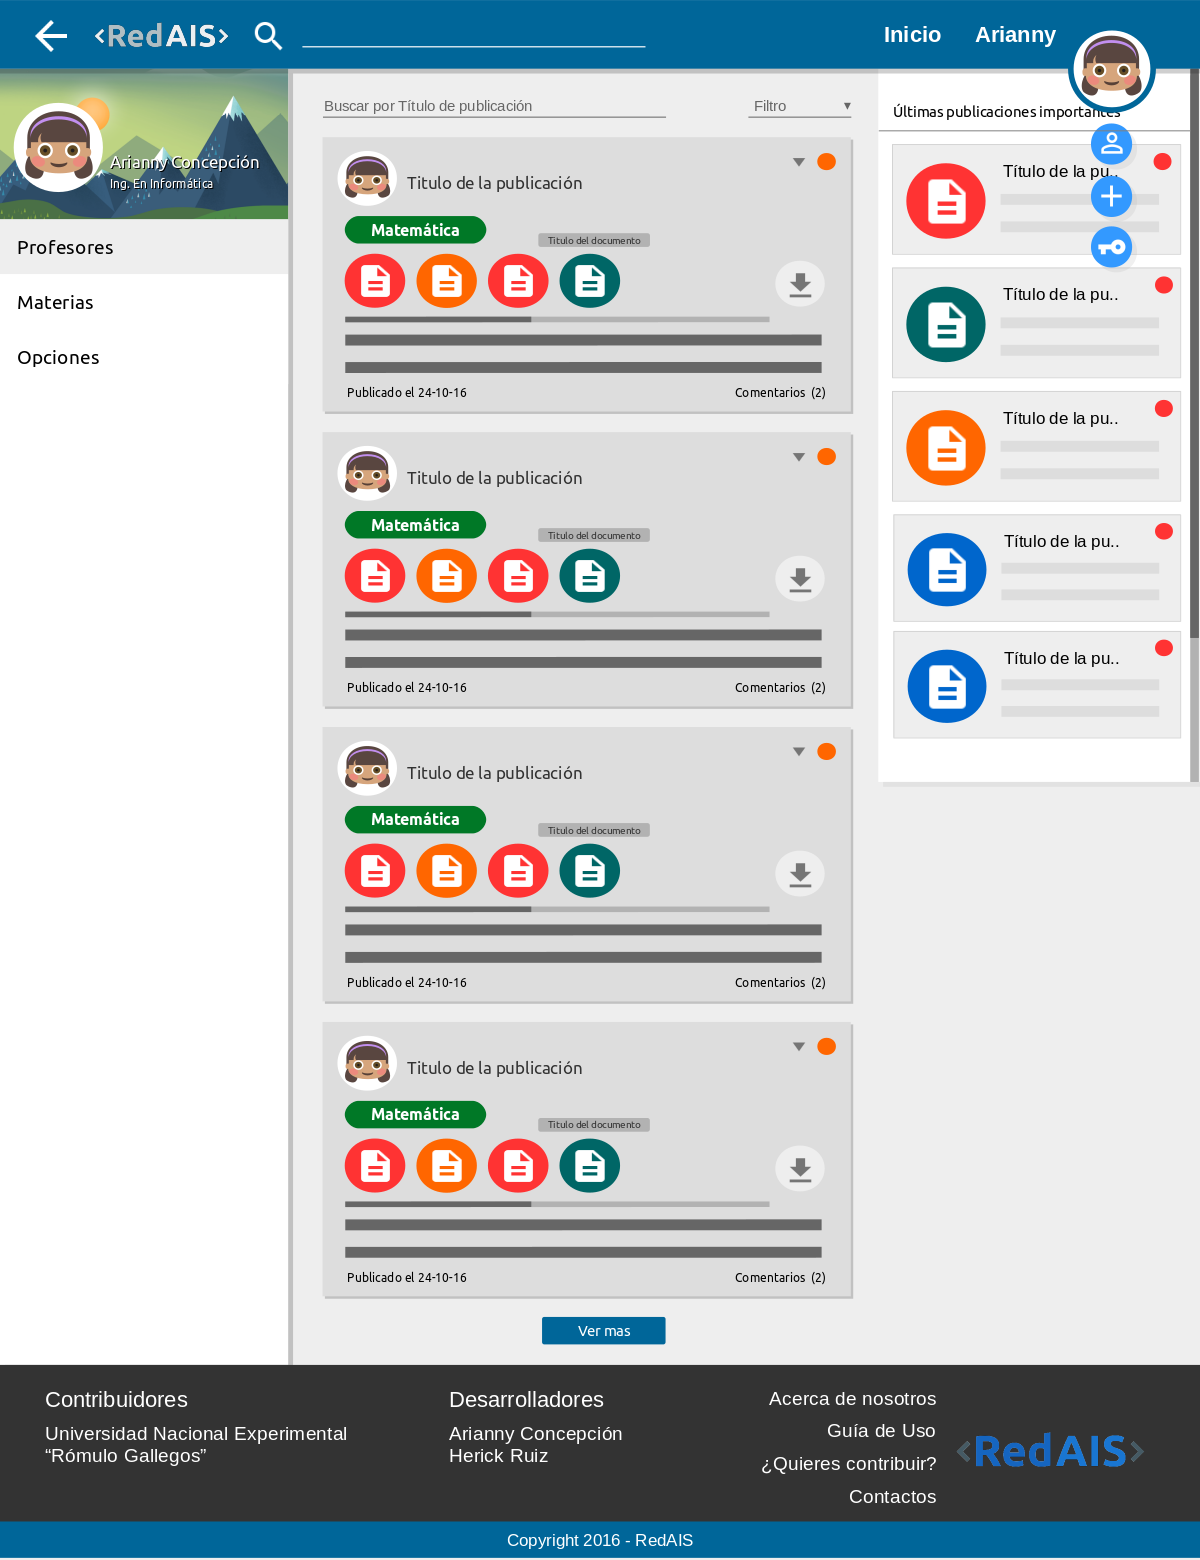 <RedAIS>
Inicio
Arianny
Arianny Concepción
Ing. En Informática
Profesores
Materias
Opciones
Buscar por Título de publicación
Filtro
Titulo de la publicación
Matemática
Titulo del documento
Publicado el 24-10-16
Comentarios (2)
Titulo de la publicación
Matemática
Titulo del documento
Publicado el 24-10-16
Comentarios (2)
Titulo de la publicación
Matemática
Titulo del documento
Publicado el 24-10-16
Comentarios (2)
Titulo de la publicación
Matemática
Titulo del documento
Publicado el 24-10-16
Comentarios (2)
Ver mas
Últimas publicaciones importantes
Título de la pu..
Título de la pu..
Título de la pu..
Título de la pu..
Título de la pu..
Contribuidores
Universidad Nacional Experimental
“Rómulo Gallegos”
Desarrolladores
Arianny Concepción
Herick Ruiz
Acerca de nosotros
Guía de Uso
¿Quieres contribuir?
Contactos
<RedAIS>
Copyright 2016 - RedAIS